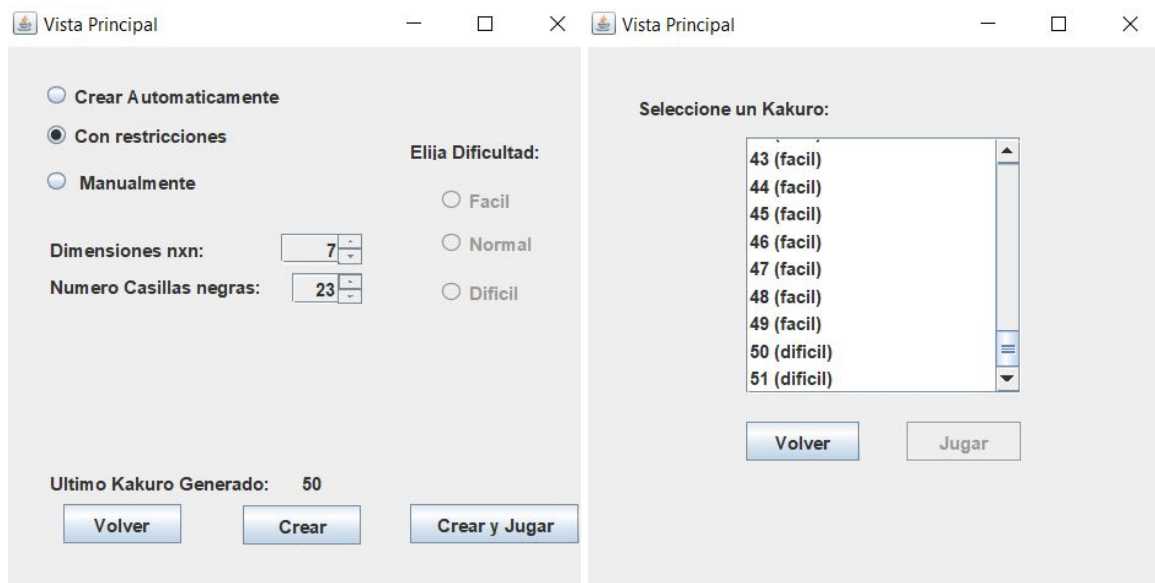 Vista Principal
Crear Automaticamente
Con restricciones
Manualmente
Elija Dificultad:
Facil
Normal
Dificil
Dimensiones nxn: 7
Numero Casillas negras: 23
Ultimo Kakuro Generado: 50
Volver Crear Crear y Jugar
Vista Principal
Seleccione un Kakuro:
43 (facil)
44 (facil)
45 (facil)
46 (facil)
47 (facil)
48 (facil)
49 (facil)
50 (dificil)
51 (dificil)
Volver Jugar